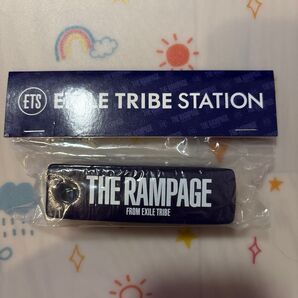 ETS EXILE TRIBE STATION
THE RAMPAGE
FROM EXILE TRIBE